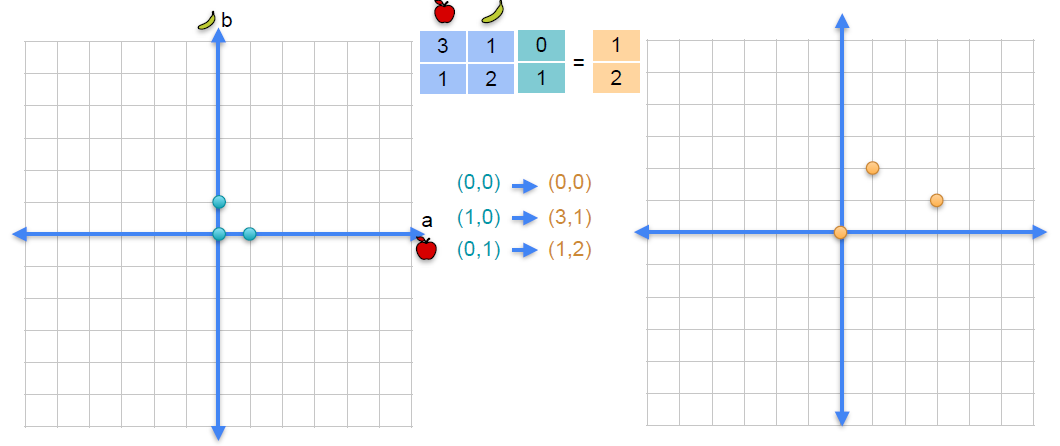 b
3 1 0 = 1
1 2 1 2
(0,0) (0,0)
(1,0) (3,1)
a
(0,1) (1,2)